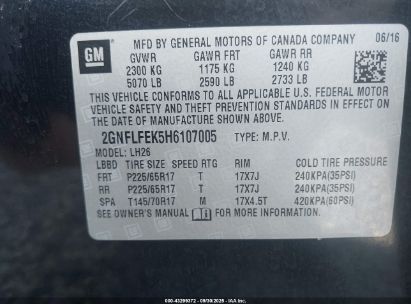 GM
MFD BY GENERAL MOTORS OF CANADA COMPANY 06/16
GVWR GAWR FRT GAWR RR
2300 KG 1175 KG 1240 KG
5070 LB 2590 LB 2733 LB
THIS VEHICLE CONFORMS TO ALL APPLICABLE U.S. FEDERAL MOTOR
VEHICLE SAFETY AND THEFT PREVENTION STANDARDS IN EFFECT ON
THE DATE OF MANUFACTURE SHOWN ABOVE.
2GNFLFEK5H6107005 TYPE: M.P.V.
MODEL: LH26
LBBD TIRE SIZE SPEED RTG RIM COLD TIRE PRESSURE
FRT P225/65R17 T 17X7J 240KPA(35PSI)
RR P225/65R17 T 17X7J 240KPA(35PSI)
SPA T145/70R17 M 17X4.5T 420KPA(60PSI)
SEE OWNER'S MANUAL FOR MORE INFORMATION.